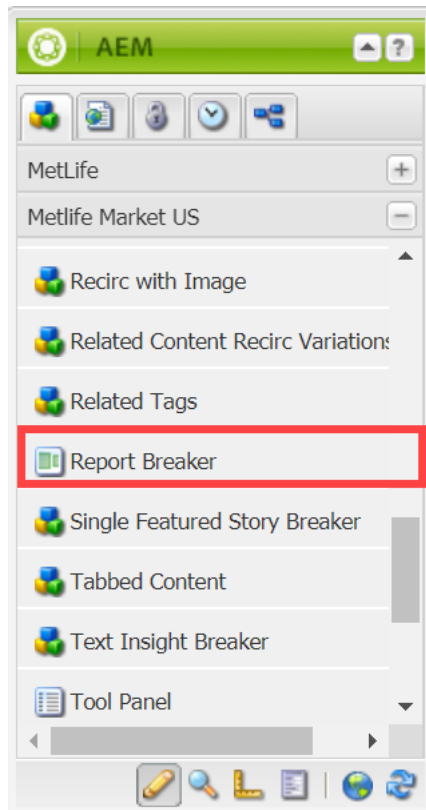 AEM
?
MetLife
Metlife Market US
Recirc with Image
Related Content Recirc Variations
Related Tags
Report Breaker
Single Featured Story Breaker
Tabbed Content
Text Insight Breaker
Tool Panel